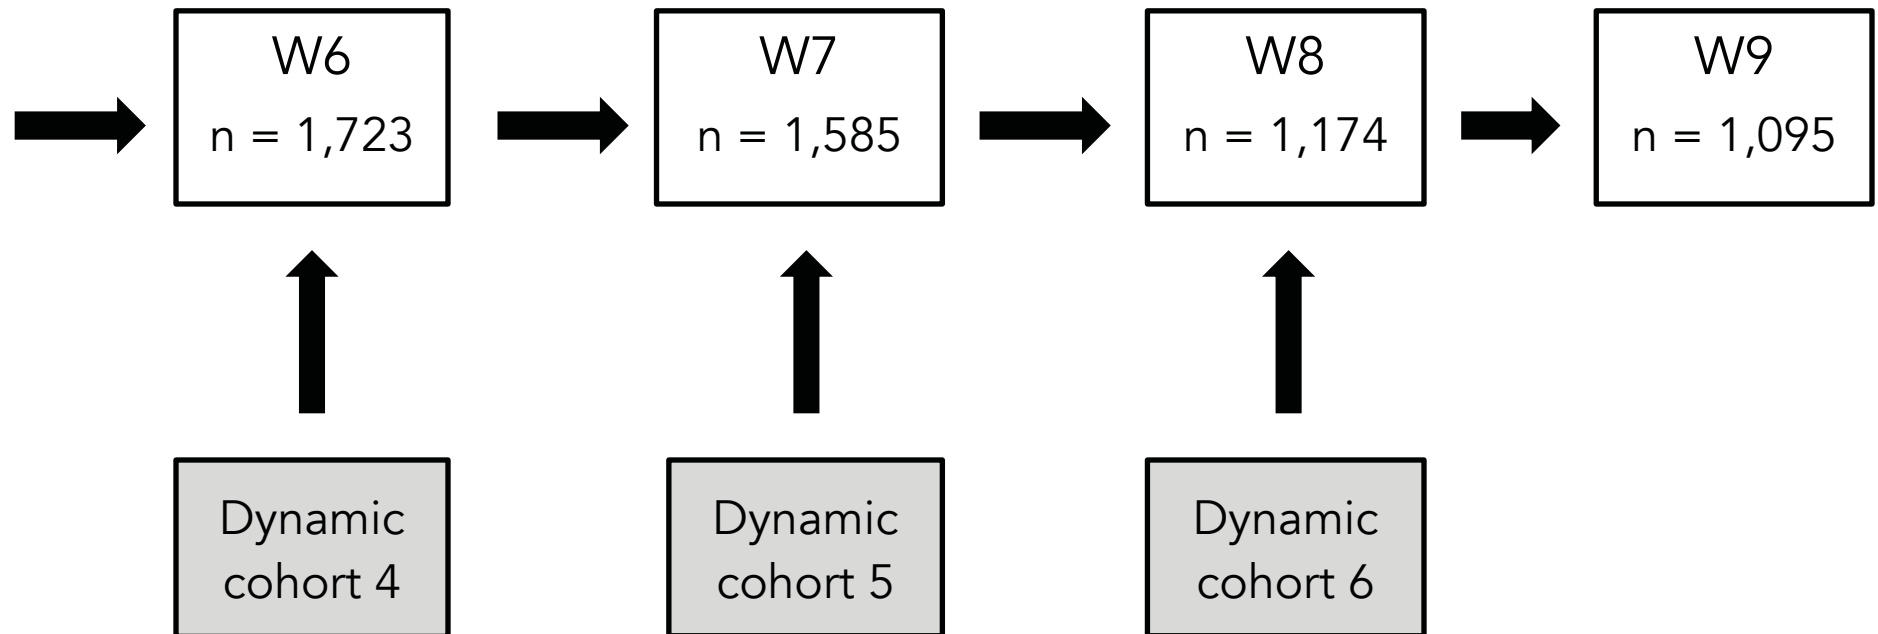 W6
n = 1,723
W7
n = 1,585
W8
n = 1,174
W9
n = 1,095
Dynamic
cohort 4
Dynamic
cohort 5
Dynamic
cohort 6